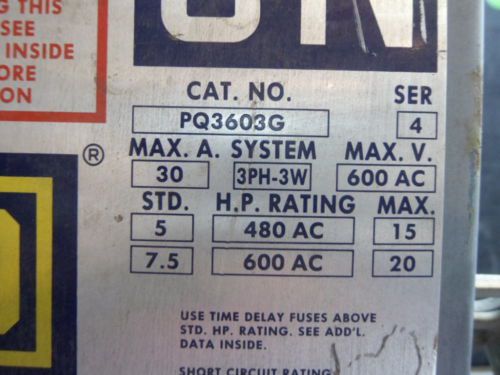 G THIS
SEE
INSIDE
ORE
ON
ON
CAT. NO. SER
PQ3603G 4
® MAX. A. SYSTEM MAX. V.
30 3PH-3W 600 AC
STD. H.P. RATING MAX.
5 480 AC 15
7.5 600 AC 20
USE TIME DELAY FUSES ABOVE
STD. HP. RATING. SEE ADD'L.
DATA INSIDE.
SHORT CIRCUIT RATING